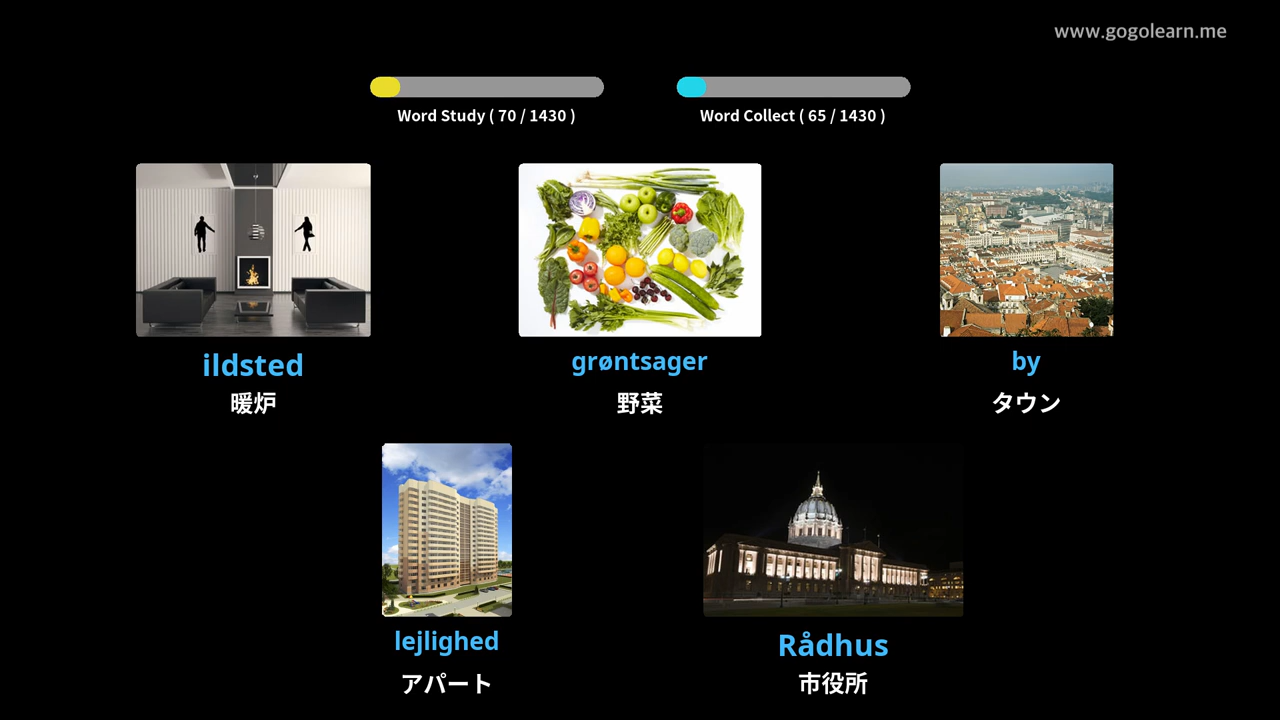 www.gogolearn.me
Word Study ( 70 / 1430 )
Word Collect ( 65 / 1430 )
ildsted
暖炉
grøntsager
野菜
by
タウン
lejlighed
アパート
Rådhus
市役所